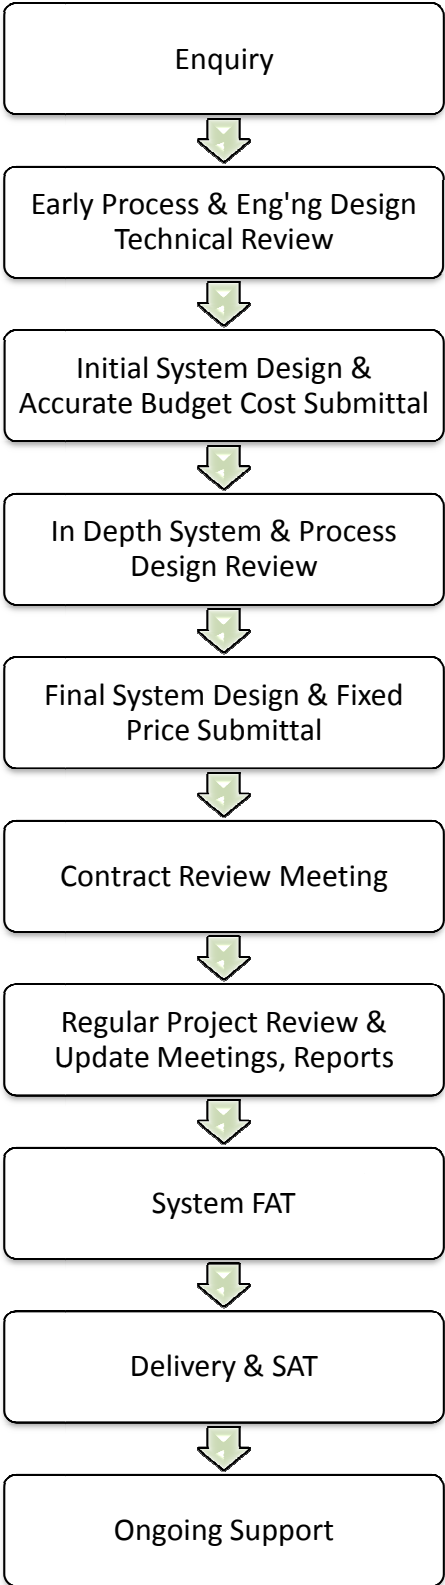 Enquiry
Early Process & Eng'ng Design
Technical Review
Initial System Design &
Accurate Budget Cost Submittal
In Depth System & Process
Design Review
Final System Design & Fixed
Price Submittal
Contract Review Meeting
Regular Project Review &
Update Meetings, Reports
System FAT
Delivery & SAT
Ongoing Support